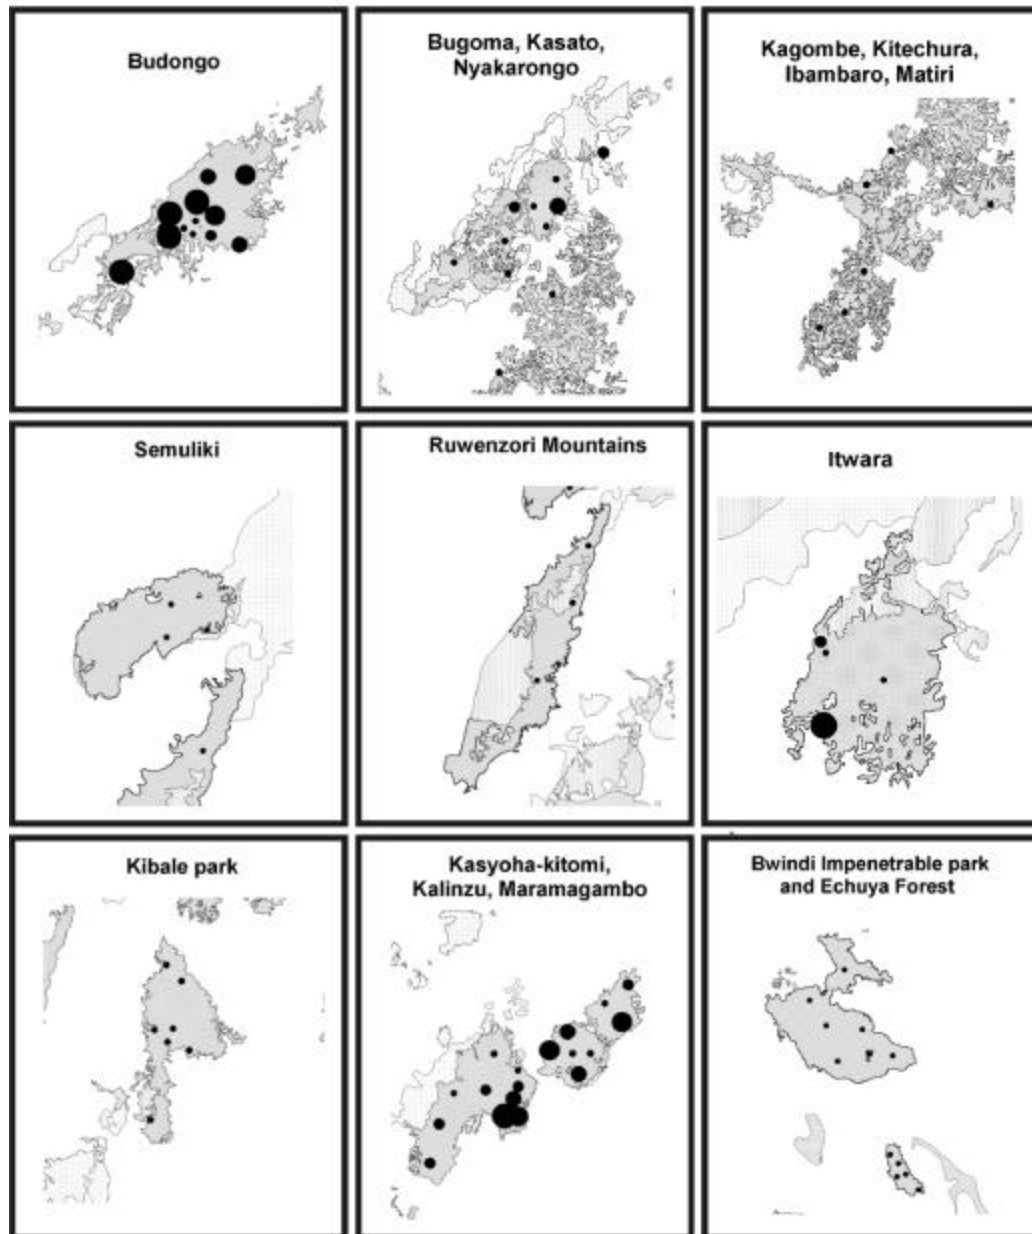 Budongo
Bugoma, Kasato,
Nyakarongo
Kagombe, Kitechura,
Ibambaro, Matiri
Semuliki
Ruwenzori Mountains
Itwara
Kibale park
Kasyoha-kitomi,
Kalinzu, Maramagambo
Bwindi Impenetrable park
and Echuya Forest